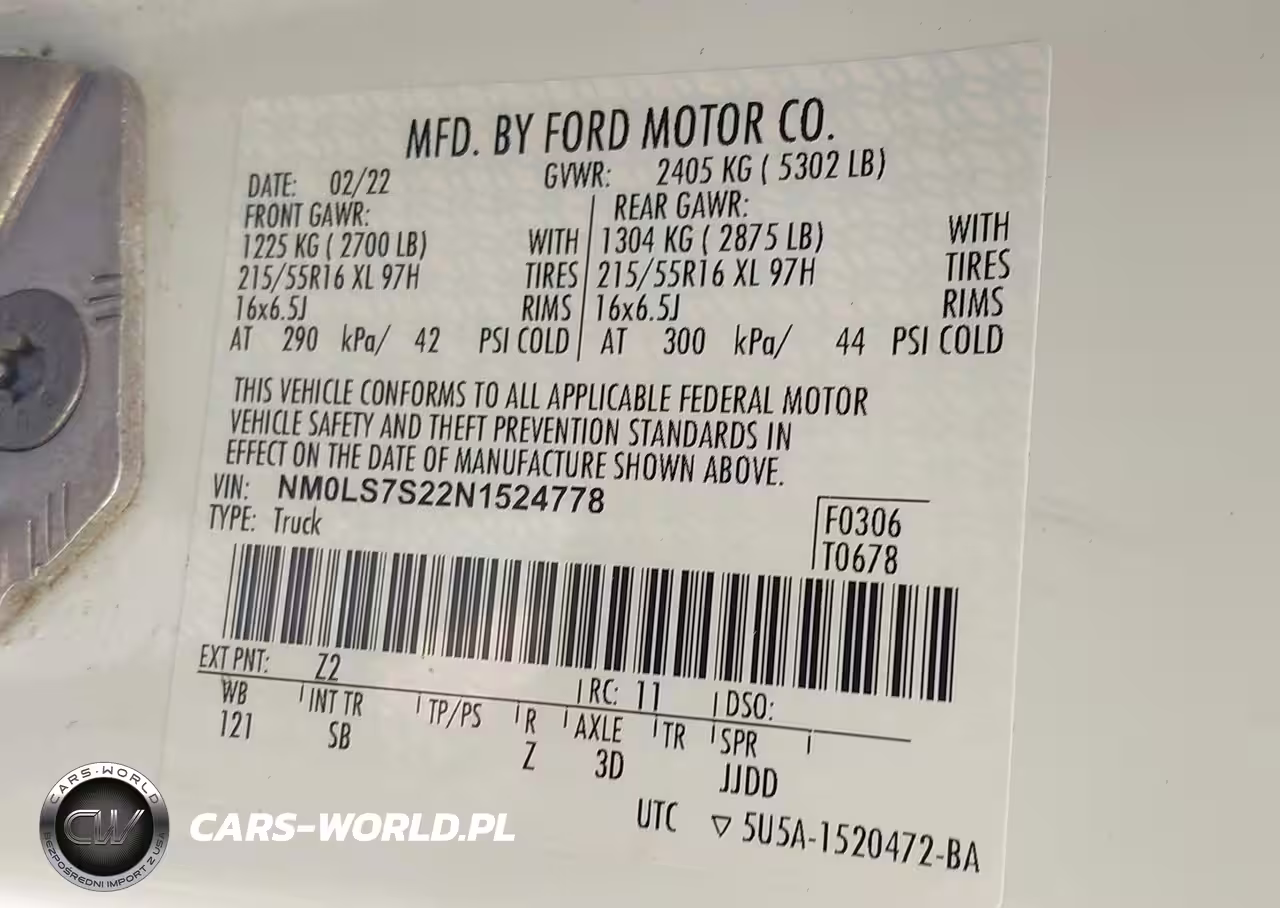 MFD. BY FORD MOTOR CO.
DATE: 02/22 GVWR: 2405 KG ( 5302 LB)
FRONT GAWR: REAR GAWR:
1225 KG ( 2700 LB) WITH 1304 KG ( 2875 LB) WITH
215/55R16 XL 97H TIRES 215/55R16 XL 97H TIRES
16x6.5J RIMS 16x6.5J RIMS
AT 290 kPa/ 42 PSI COLD AT 300 kPa/ 44 PSI COLD
THIS VEHICLE CONFORMS TO ALL APPLICABLE FEDERAL MOTOR
VEHICLE SAFETY AND THEFT PREVENTION STANDARDS IN
EFFECT ON THE DATE OF MANUFACTURE SHOWN ABOVE.
VIN: NM0LS7S22N1524778
TYPE: Truck
F0306
T0678
EXT PNT: Z2 RC: 11 DSO:
WB INT TR TP/PS R AXLE TR SPR
121 SB Z 3D JJDD
UTC ▽ 5U5A-1520472-BA
CARS-WORLD
CW
BEZPOŚREDNI IMPORT Z USA
CARS-WORLD.PL